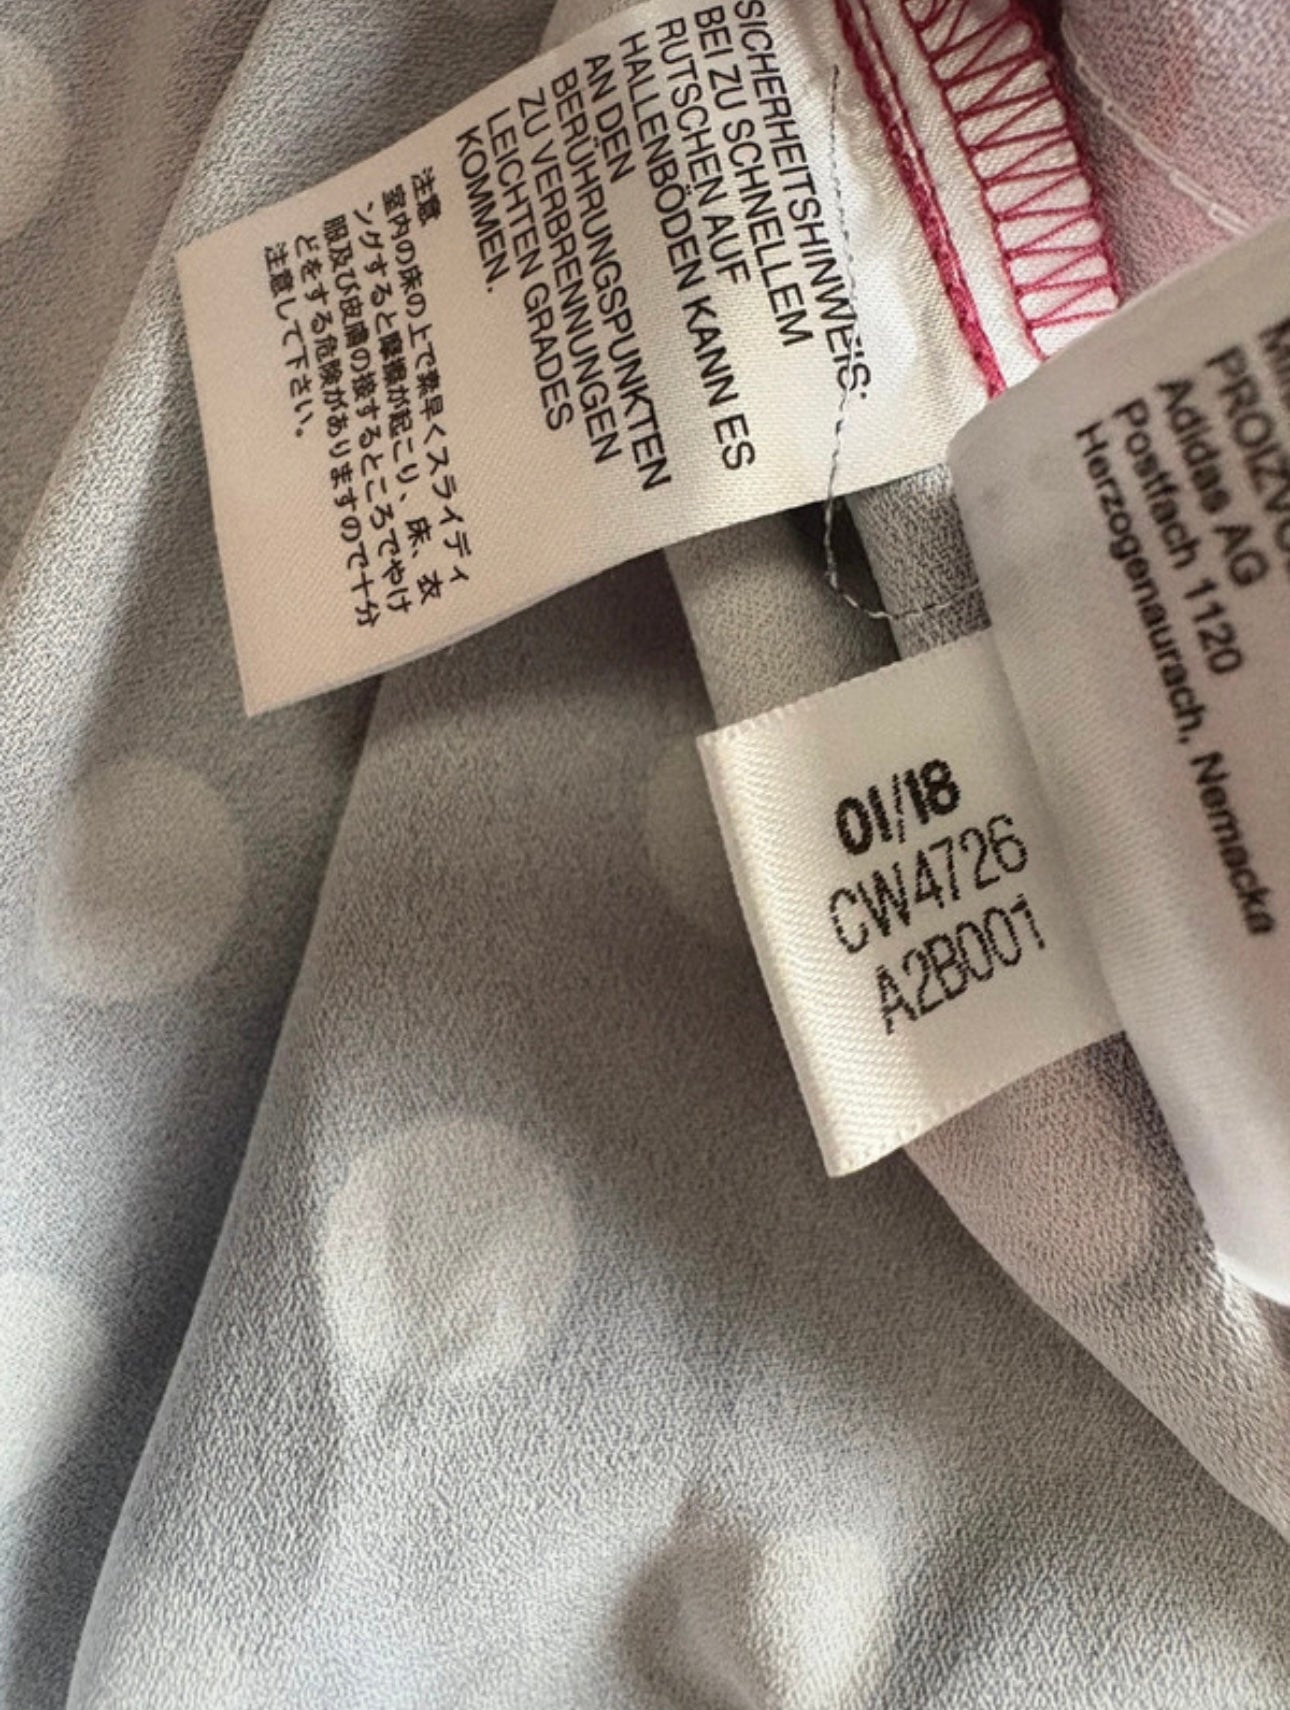 SICHERHEITSHINWEIS:
BEI ZU SCHNELLEM
RUTSCHEN AUF
HALLENBÖDEN KANN ES
AN DEN
BERÜHRUNGSPUNKTEN
ZU VERBRENNUNGEN
LEICHTEN GRADES
KOMMEN.
注意
室内の床の上で素早くスライディ
ングすると摩擦が起こり、床、衣
服及び皮膚の接するところでやけ
どをする危険がありますので十分
注意して下さい。
01/18
CW4726
A2B001
Adidas AG
Postfach 1120
Herzogenaurach, Nemacka